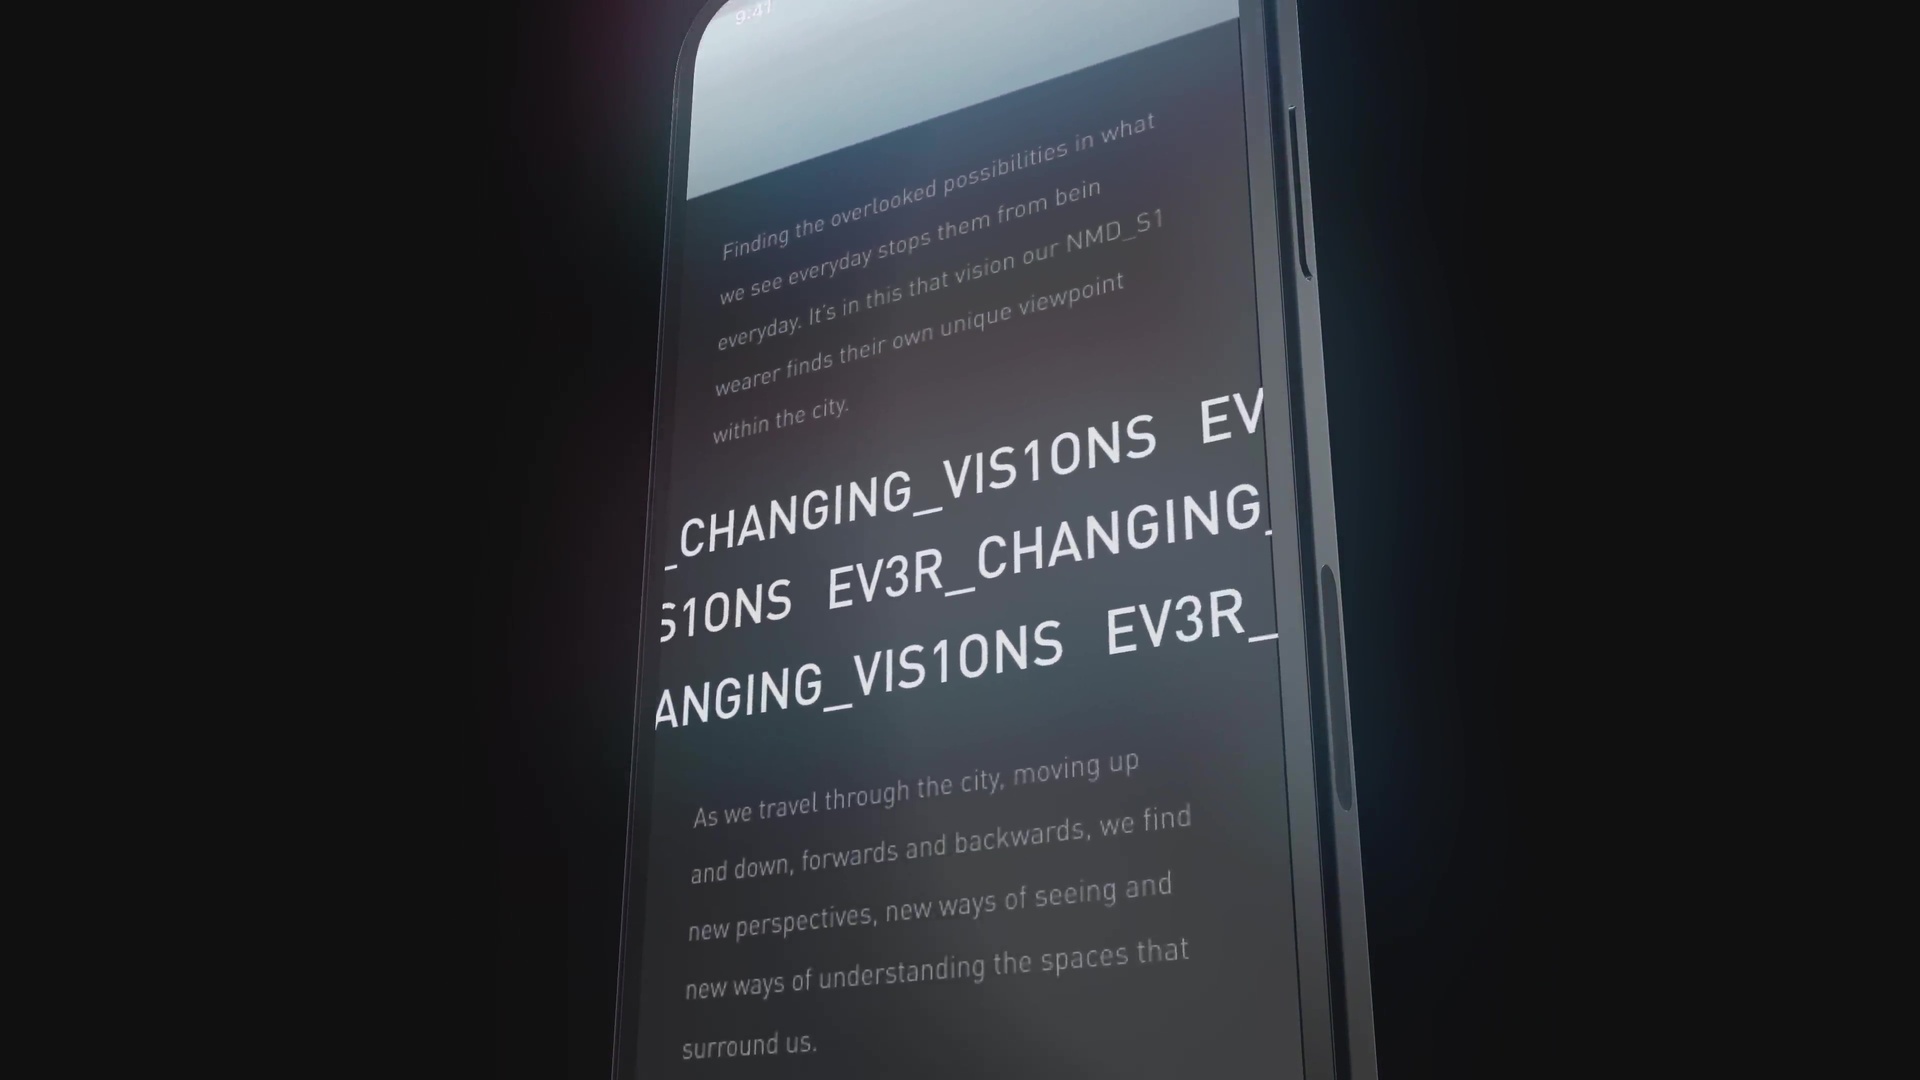 9:41
Finding the overlooked possibilities in what
we see everyday stops them from bein
everyday. It's in this that vision our NMD_S1
wearer finds their own unique viewpoint
within the city.
_CHANGING_VIS1ONS EV
S1ONS EV3R_CHANGING_
ANGING_VIS1ONS EV3R_
As we travel through the city, moving up
and down, forwards and backwards, we find
new perspectives, new ways of seeing and
new ways of understanding the spaces that
surround us.